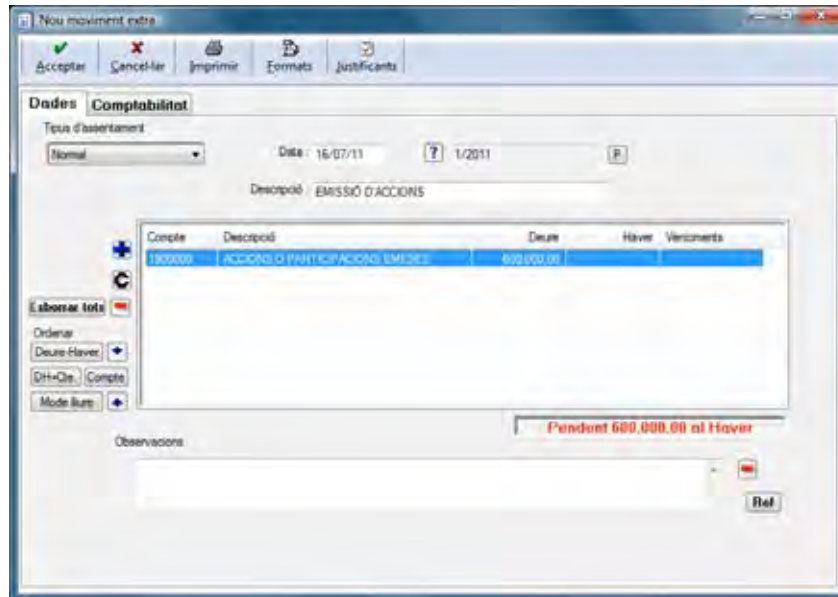 Nou moviment extra
Acceptar Cancel·lar Imprimir Formats Justificants
Dades Comptabilitat
Tipus d'assentament
Normal Data 16/07/11 ? 1/2011 P
Descripció EMISSIÓ D'ACCIONS
Compte Descripció Deure Haver Venciments
1900000 ACCIONS O PARTICIPACIONS EMESES 600.000,00
C
Esborrar tots
Ordenar
Deure-Haver
DH+Cte. Compte
Mode lliure
Pendent 600.000,00 al Haver
Observacions
Ref